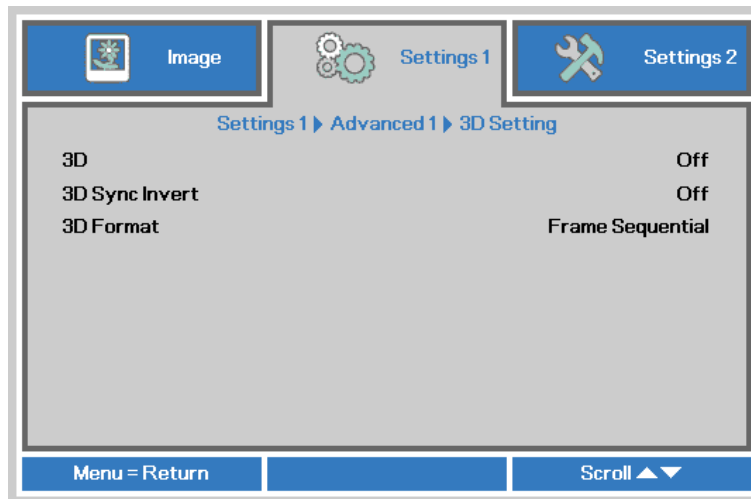 Image
Settings 1
Settings 2
Settings 1 Advanced 1 3D Setting
3D Off
3D Sync Invert Off
3D Format Frame Sequential
Menu = Return
Scroll